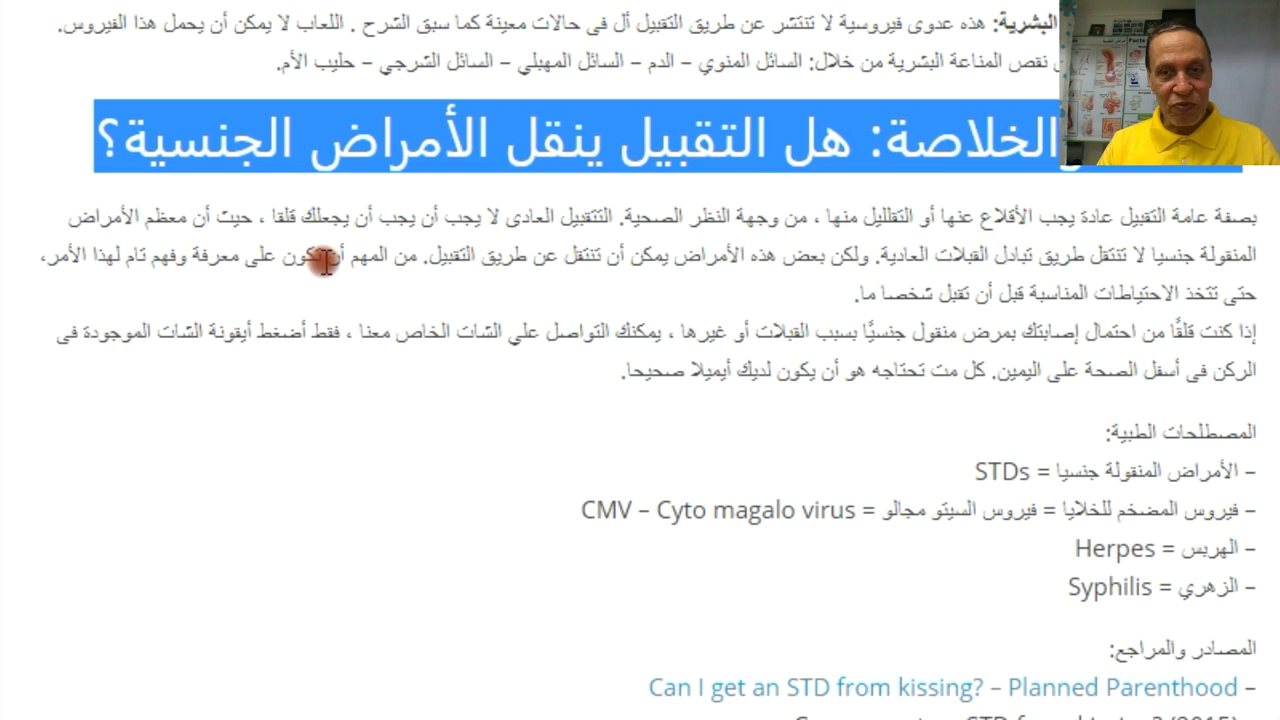 البشرية: هذه عدوى فيروسية لا تنتشر عن طريق التقبيل أل فى حالات معينة كما سبق الشرح . اللعاب لا يمكن أن يحمل هذا الفيروس.
نقص المناعة البشرية من خلال: السائل المنوي – الدم – السائل المهبلي – السائل الشرجي – حليب الأم.
الخلاصة: هل التقبيل ينقل الأمراض الجنسية؟
بصفة عامة التقبيل عادة يجب الأقلاع عنها أو التقلليل منها ، من وجهة النظر الصحية. التتقبيل العادى لا يجب أن يجب أن يجعلك قلقا ، حيث أن معظم الأمراض
المنقولة جنسيا لا تنتقل طريق تبادل القبلات العادية. ولكن بعض هذه الأمراض يمكن أن تنتقل عن طريق التقبيل. من المهم أن تكون على معرفة وفهم تام لهذا الأمر،
حتى تتخذ الاحتياطات المناسبة قبل أن تقبل شخصا ما.
إذا كنت قلقًا من احتمال إصابتك بمرض منقول جنسيًا بسبب القبلات أو غيرها ، يمكنك التواصل علي الشات الخاص معنا ، فقط أضغط أيقونة الشات الموجودة فى
الركن فى أسفل الصحة على اليمين. كل مت تحتاجه هو أن يكون لديك أيميلا صحيحا.
المصطلحات الطبية:
– الأمراض المنقولة جنسيا = STDs
– فيروس المضخم للخلايا = فيروس السيتو مجالو = CMV – Cyto magalo virus
– الهربس = Herpes
– الزهري = Syphilis
المصادر والمراجع:
– Can I get an STD from kissing? – Planned Parenthood